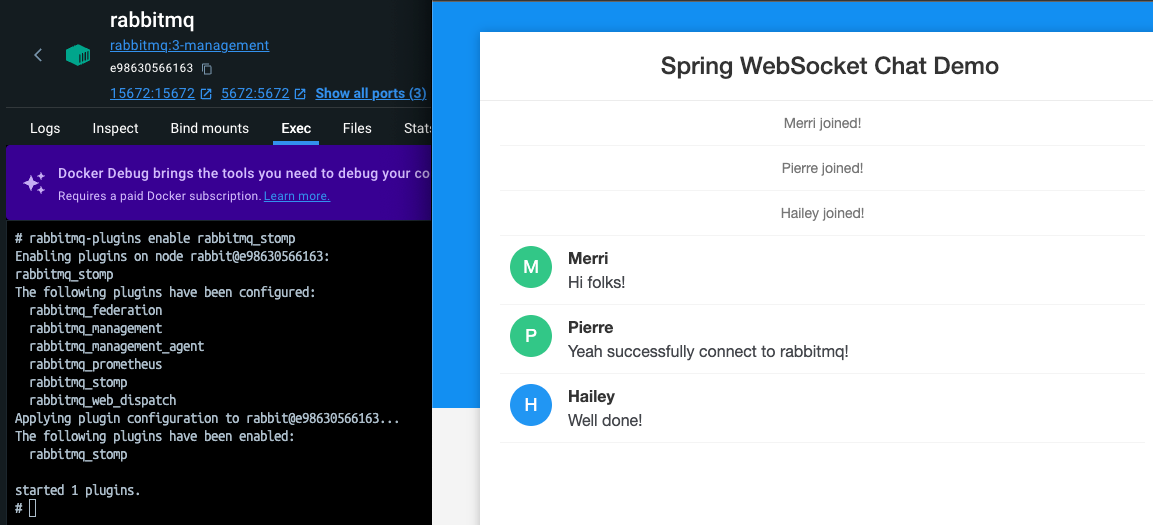 rabbitmq
rabbitmq:3-management
e98630566163
15672:15672 5672:5672 Show all ports (3)
Logs Inspect Bind mounts Exec Files Stats
Docker Debug brings the tools you need to debug your co
Requires a paid Docker subscription. Learn more.
# rabbitmq-plugins enable rabbitmq_stomp
Enabling plugins on node rabbit@e98630566163:
rabbitmq_stomp
The following plugins have been configured:
rabbitmq_federation
rabbitmq_management
rabbitmq_management_agent
rabbitmq_prometheus
rabbitmq_stomp
rabbitmq_web_dispatch
Applying plugin configuration to rabbit@e98630566163...
The following plugins have been enabled:
rabbitmq_stomp
started 1 plugins.
#
Spring WebSocket Chat Demo
Merri joined!
Pierre joined!
Hailey joined!
M
Merri
Hi folks!
P
Pierre
Yeah successfully connect to rabbitmq!
H
Hailey
Well done!